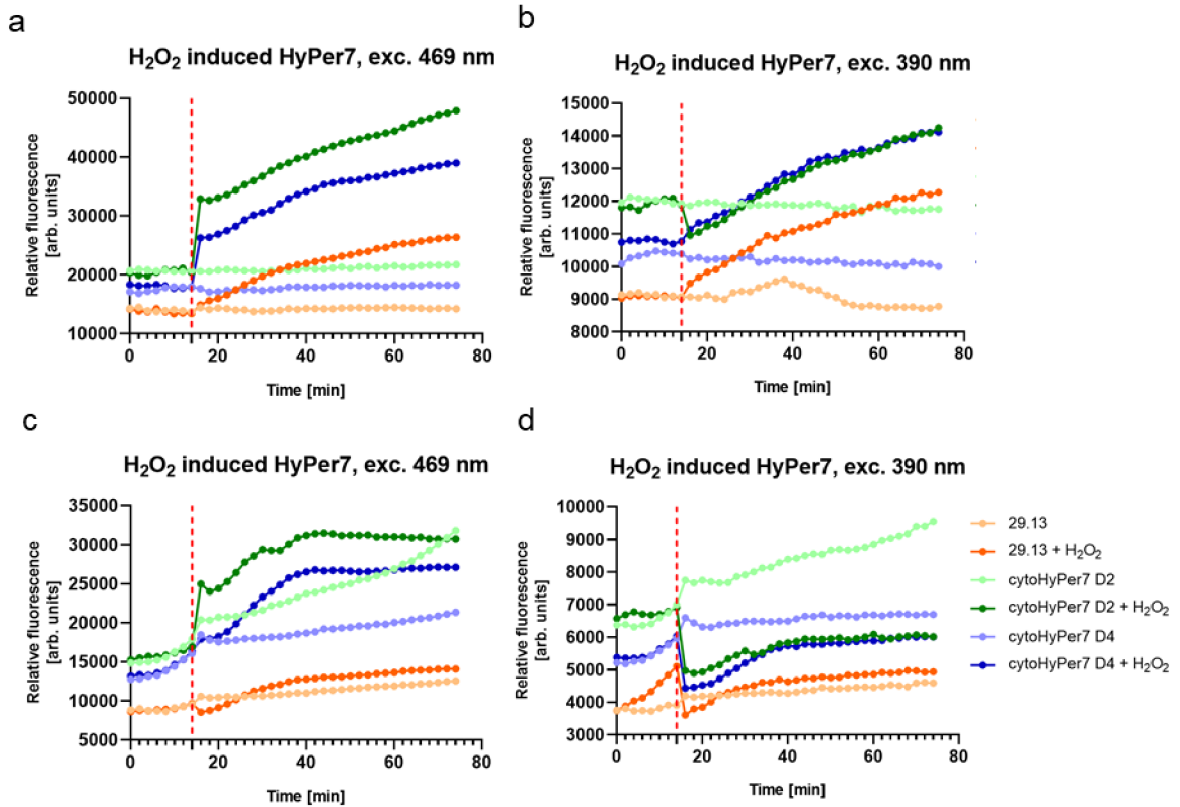 a
H₂O₂ induced HyPer7, exc. 469 nm
Relative fluorescence
[arb. units]
50000
40000
30000
20000
10000
0
20
40
60
80
Time [min]
b
H₂O₂ induced HyPer7, exc. 390 nm
Relative fluorescence
[arb. units]
15000
14000
13000
12000
11000
10000
9000
8000
0
20
40
60
80
Time [min]
c
H₂O₂ induced HyPer7, exc. 469 nm
Relative fluorescence
[arb. units]
35000
30000
25000
20000
15000
10000
5000
0
20
40
60
80
Time [min]
d
H₂O₂ induced HyPer7, exc. 390 nm
Relative fluorescence
[arb. units]
10000
9000
8000
7000
6000
5000
4000
3000
0
20
40
60
80
Time [min]
29.13
29.13 + H₂O₂
cytoHyPer7 D2
cytoHyPer7 D2 + H₂O₂
cytoHyPer7 D4
cytoHyPer7 D4 + H₂O₂